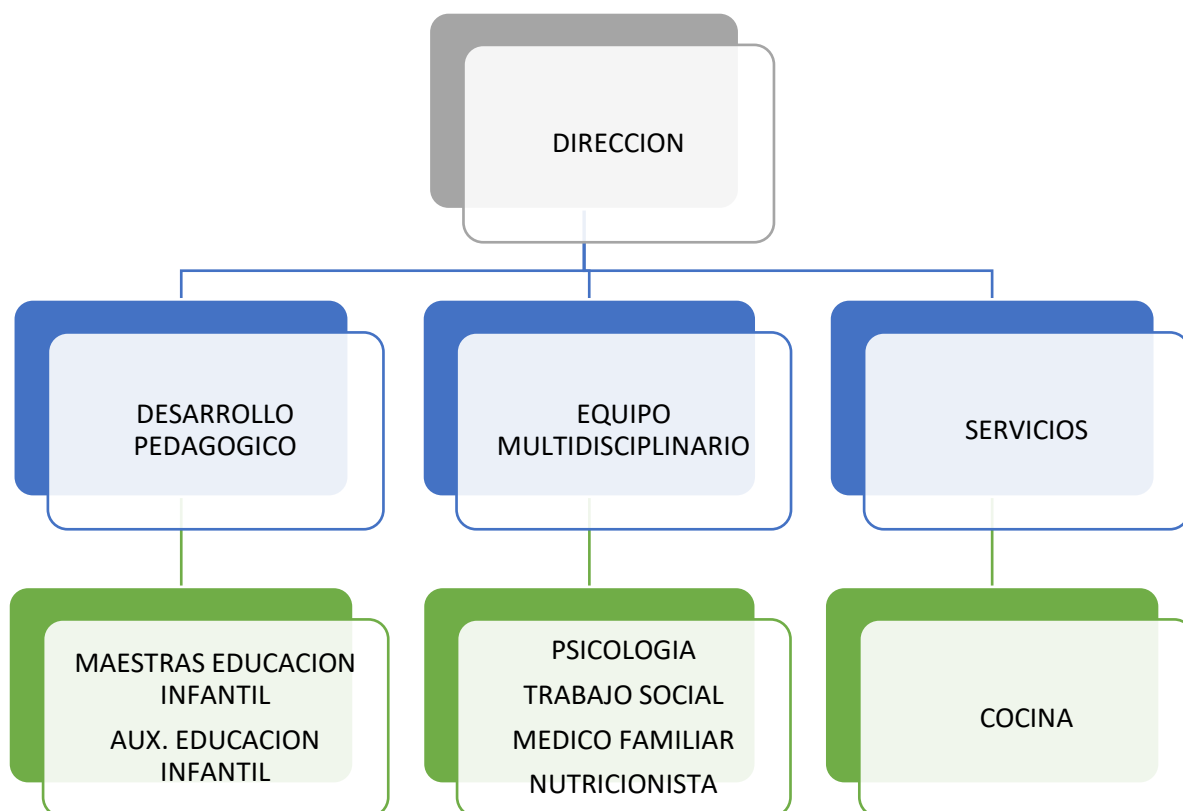 DIRECCION
DESARROLLO
PEDAGOGICO
EQUIPO
MULTIDISCIPLINARIO
SERVICIOS
MAESTRAS EDUCACION
INFANTIL
AUX. EDUCACION
INFANTIL
PSICOLOGIA
TRABAJO SOCIAL
MEDICO FAMILIAR
NUTRICIONISTA
COCINA